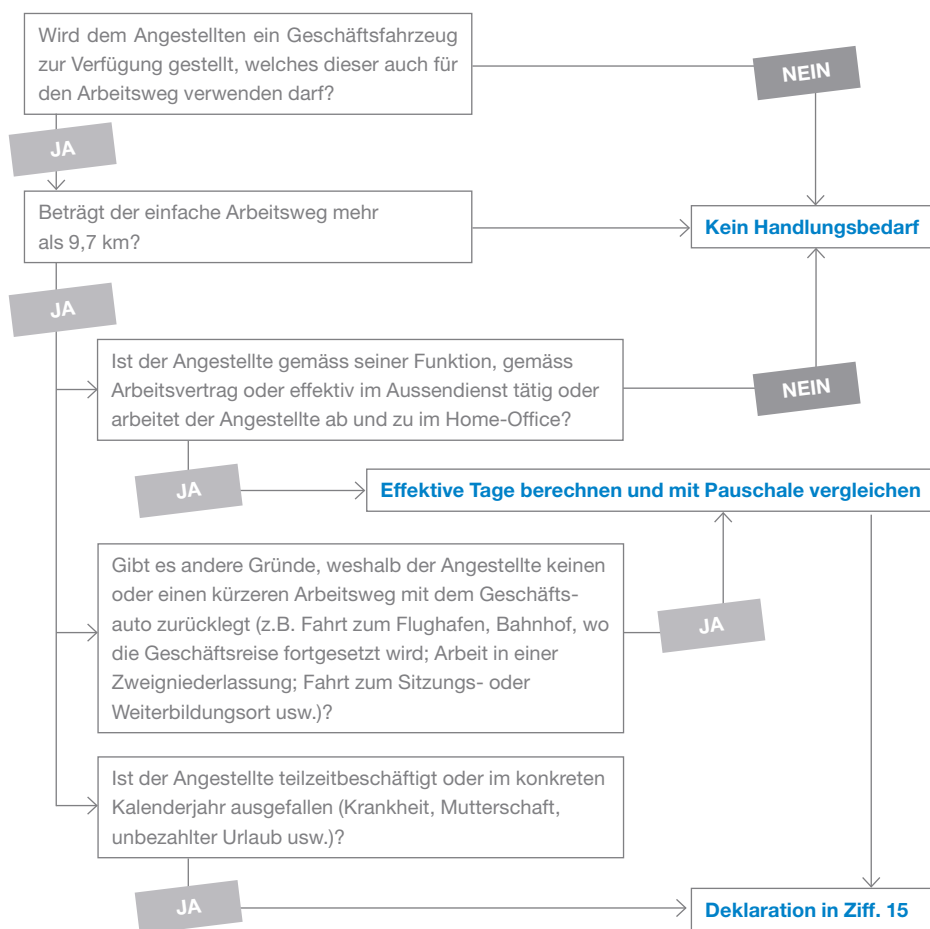 Wird dem Angestellten ein Geschäftsfahrzeug
zur Verfügung gestellt, welches dieser auch für
den Arbeitsweg verwenden darf?
NEIN
JA
Beträgt der einfache Arbeitsweg mehr
als 9,7 km?
Kein Handlungsbedarf
JA
Ist der Angestellte gemäss seiner Funktion, gemäss
Arbeitsvertrag oder effektiv im Aussendienst tätig oder
arbeitet der Angestellte ab und zu im Home-Office?
NEIN
JA
Effektive Tage berechnen und mit Pauschale vergleichen
Gibt es andere Gründe, weshalb der Angestellte keinen
oder einen kürzeren Arbeitsweg mit dem Geschäfts-
auto zurücklegt (z.B. Fahrt zum Flughafen, Bahnhof, wo
die Geschäftsreise fortgesetzt wird; Arbeit in einer
Zweigniederlassung; Fahrt zum Sitzungs- oder
Weiterbildungsort usw.)?
JA
Ist der Angestellte teilzeitbeschäftigt oder im konkreten
Kalenderjahr ausgefallen (Krankheit, Mutterschaft,
unbezahlter Urlaub usw.)?
JA
Deklaration in Ziff. 15